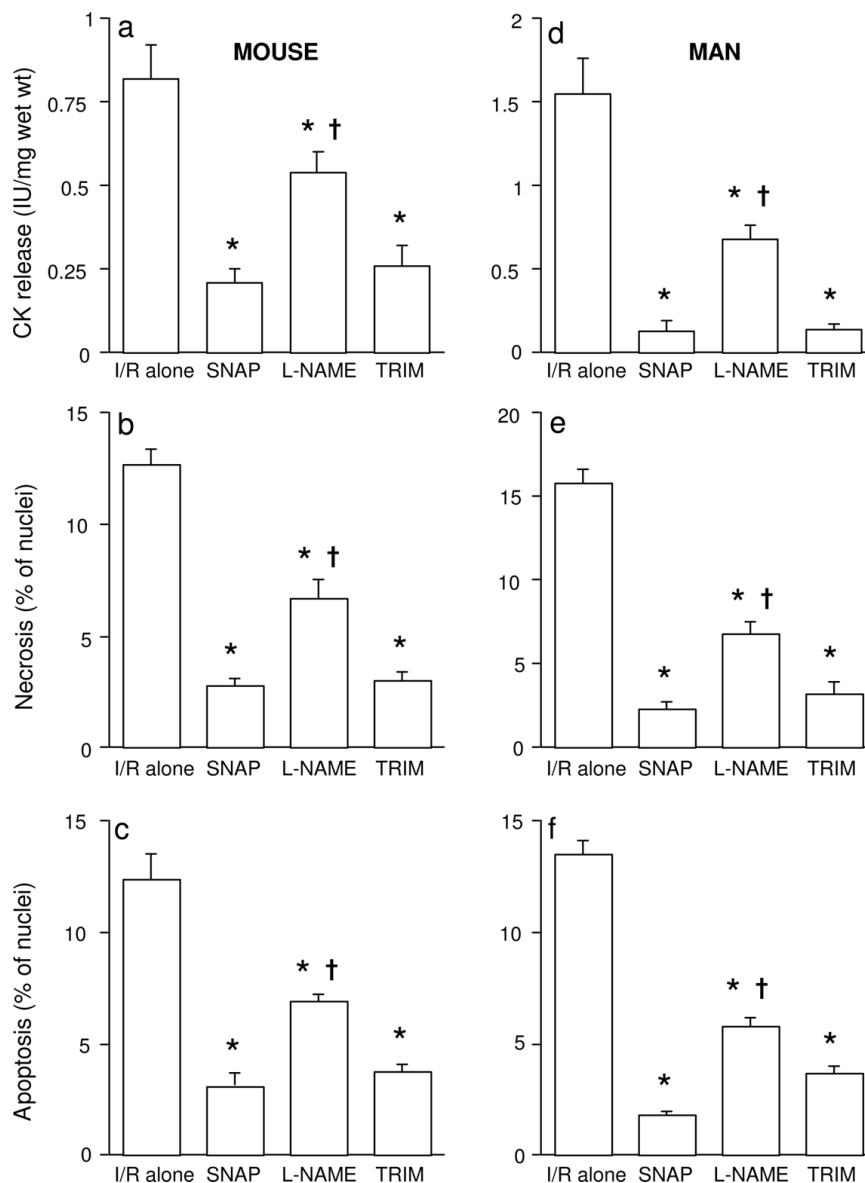 a
MOUSE
CK release (IU/mg wet wt)
1
0.75
0.5
0.25
0
*
* †
*
I/R alone SNAP L-NAME TRIM
d
MAN
2
1.5
1
0.5
0
*
* †
*
I/R alone SNAP L-NAME TRIM
b
Necrosis (% of nuclei)
15
10
5
0
*
* †
*
I/R alone SNAP L-NAME TRIM
e
20
15
10
5
0
*
* †
*
I/R alone SNAP L-NAME TRIM
c
Apoptosis (% of nuclei)
15
10
5
0
*
* †
*
I/R alone SNAP L-NAME TRIM
f
15
10
5
0
*
* †
*
I/R alone SNAP L-NAME TRIM